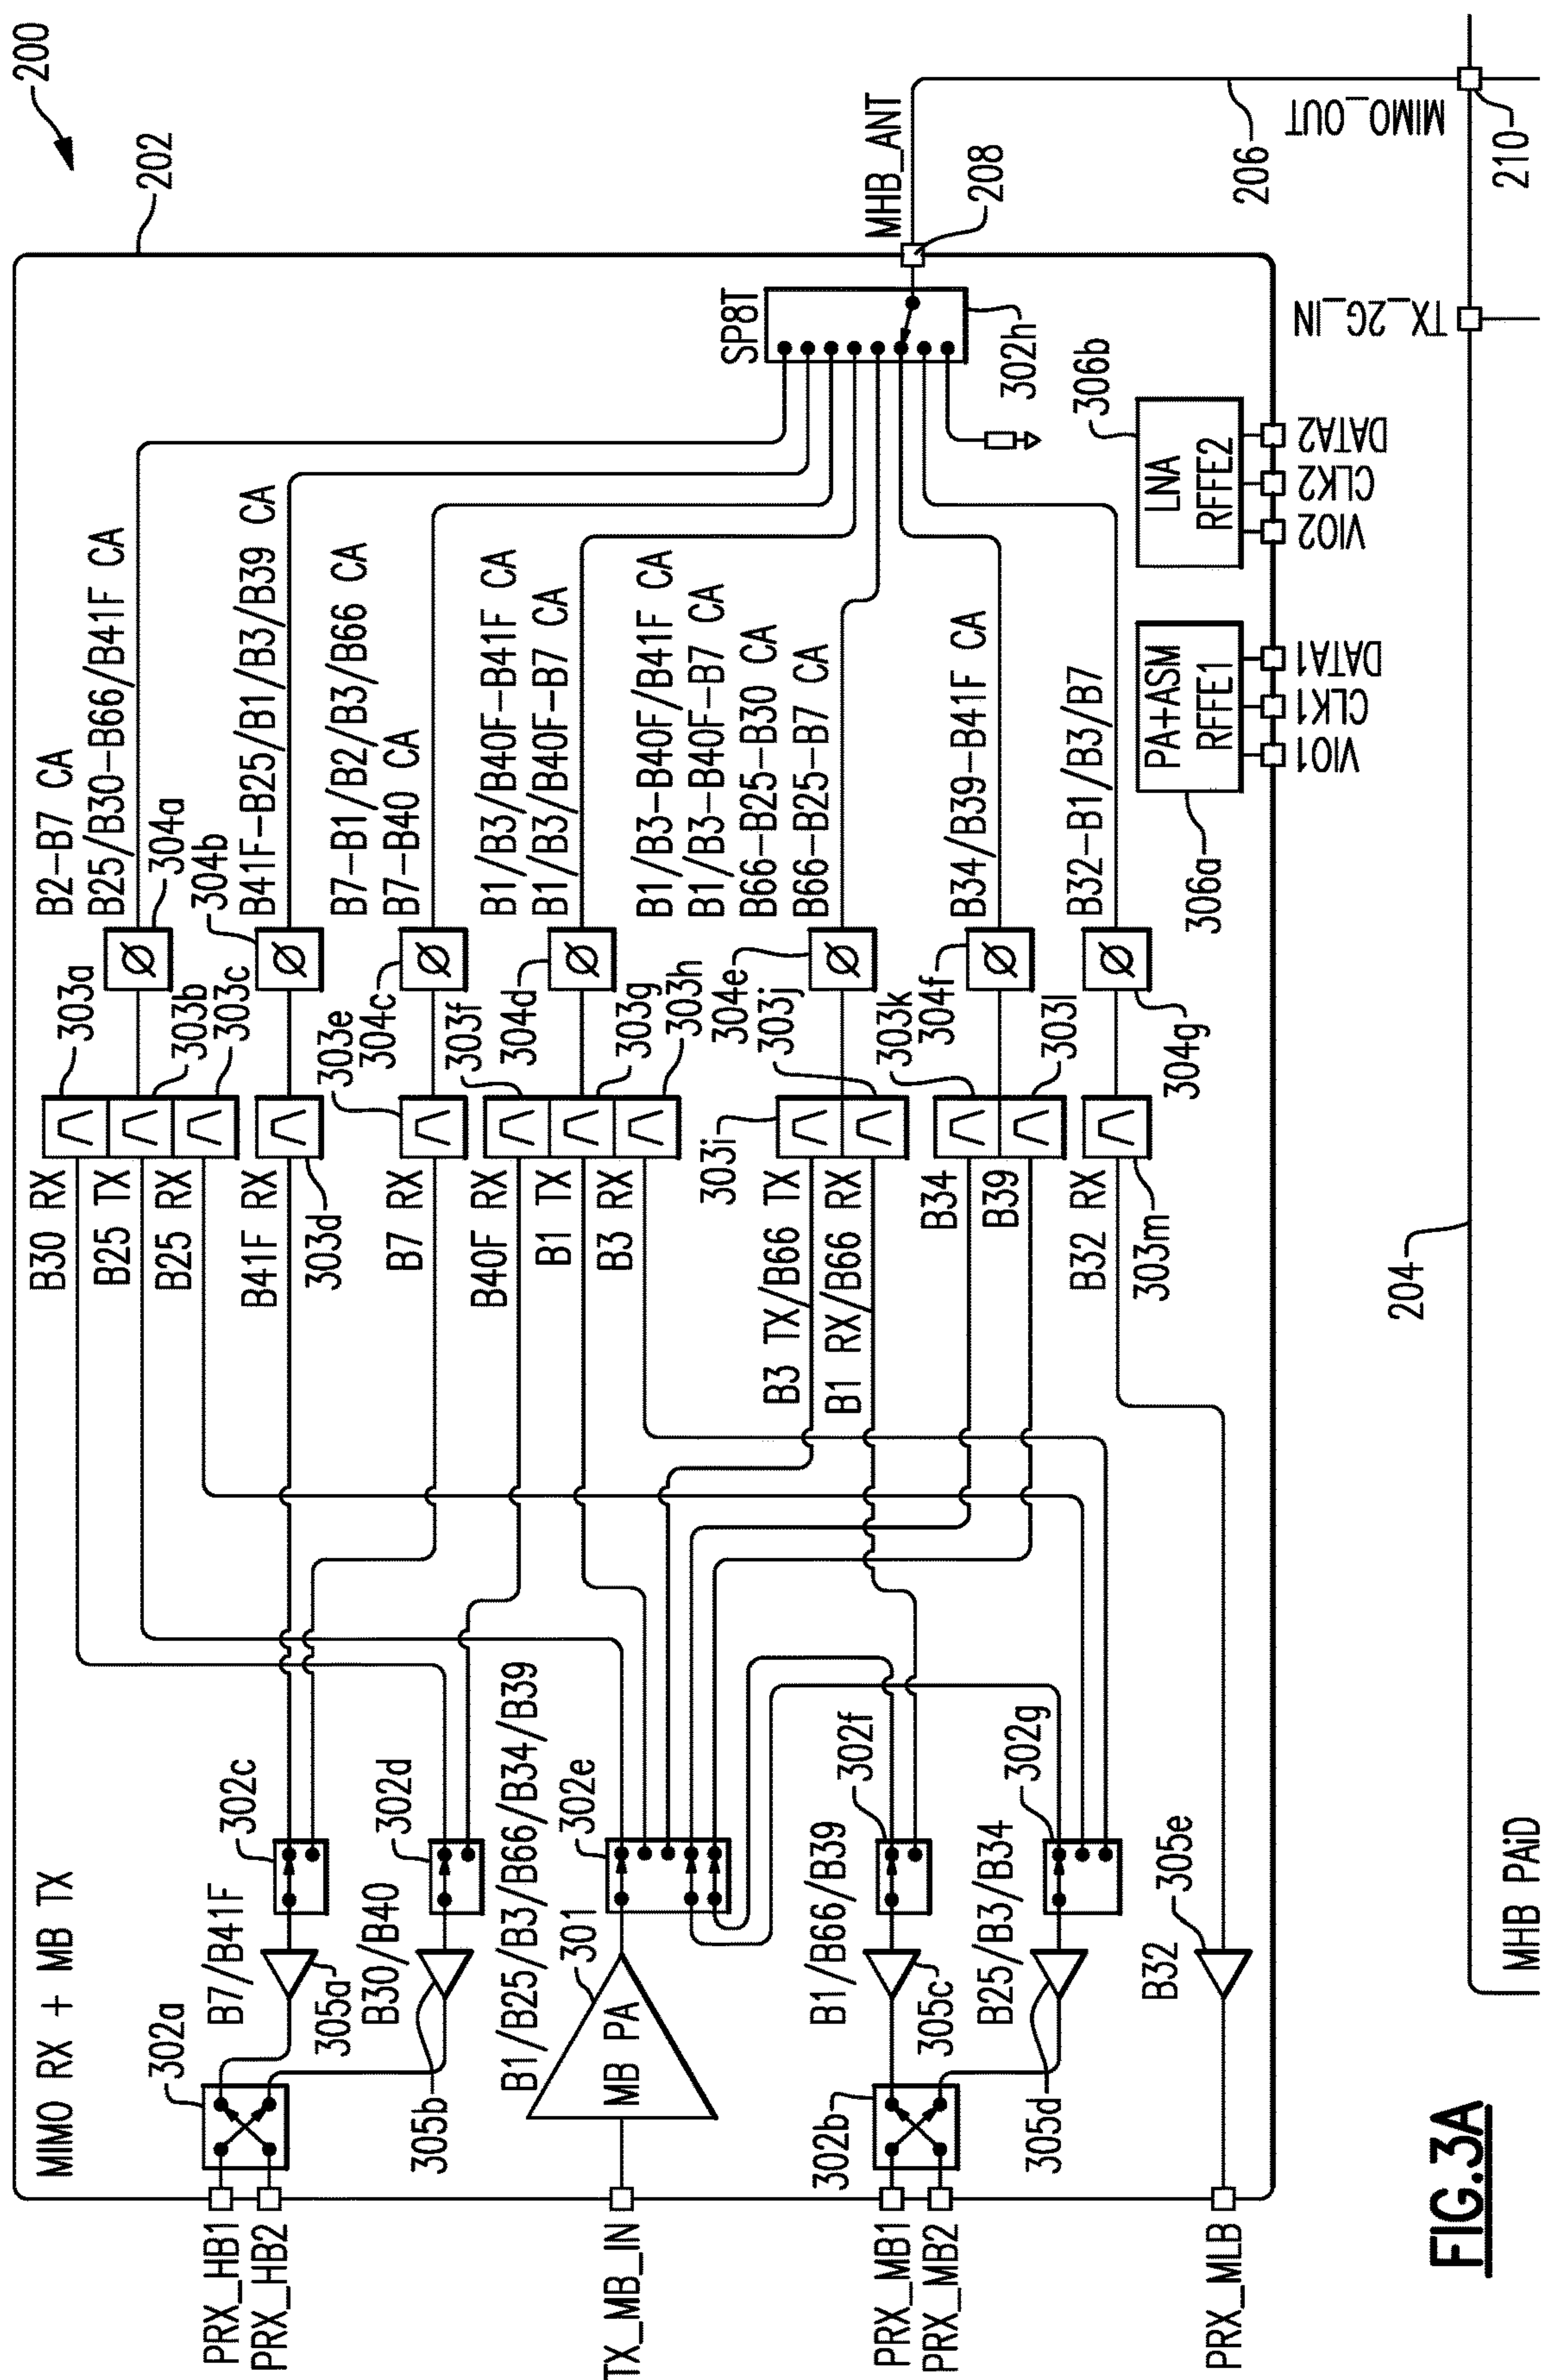 200
202
MIMO RX + MB TX
PRX_HB1
PRX_HB2
302a
B7/B41F
305a
302c
B30/B40
305b
302d
TX_MB_IN
MB PA
301
B1/B25/B3/B66/B34/B39
302e
PRX_MB1
PRX_MB2
302b
B1/B66/B39
305c
302f
B25/B3/B34
305d
302g
PRX_MLB
B32
305e
B30 RX
303a
B25 TX
303b
B25 RX
303c
B41F RX
303d
B7 RX
303e
B40F RX
303f
B1 TX
303g
B3 RX
303h
B3 TX/B66 TX
303i
B1 RX/B66 RX
303j
B34
303k
B39
303l
B32 RX
303m
304a
304b
304c
304d
304e
304f
304g
B2-B7 CA
B25/B30-B66/B41F CA
B41F-B25/B1/B3/B39 CA
B7-B1/B2/B3/B66 CA
B7-B40 CA
B1/B3/B40F-B41F CA
B1/B3/B40F-B7 CA
B1/B3-B40F/B41F CA
B1/B3-B40F-B7 CA
B66-B25-B30 CA
B66-B25-B7 CA
B34/B39-B41F CA
B32-B1/B3/B7
SP8T
302h
MHB_ANT
208
206
PA+ASM
RFFE1
306a
VIO1
CLK1
DATA1
LNA
RFFE2
306b
VIO2
CLK2
DATA2
TX_2G_IN
MIMO_OUT
210
204
MHB PAiD
FIG.3A